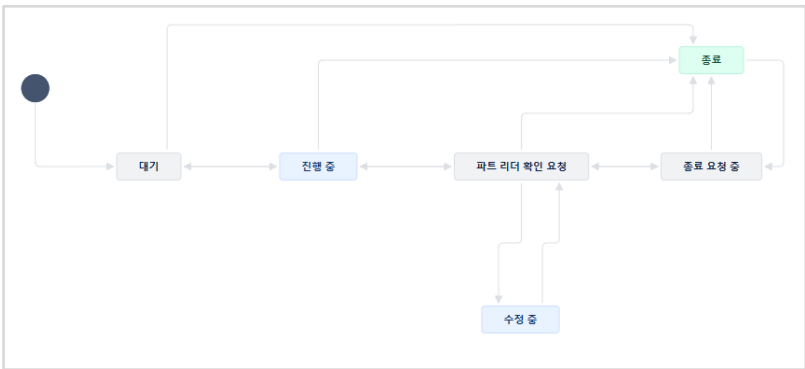 종료
대기
진행 중
파트 리더 확인 요청
종료 요청 중
수정 중